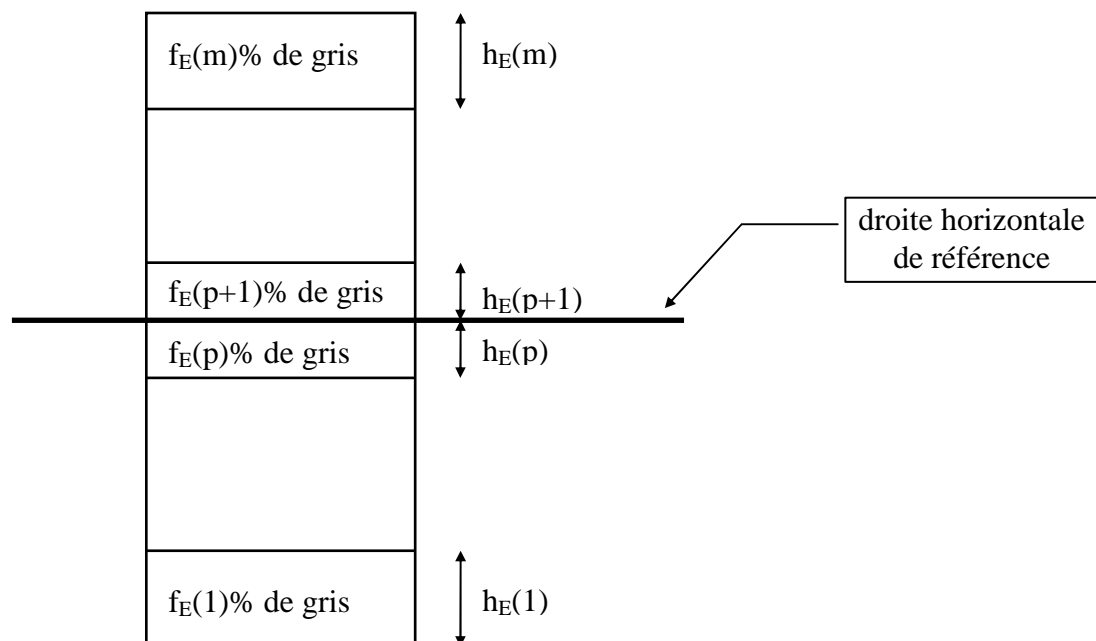 f_E(m)% de gris
h_E(m)
droite horizontale
de référence
f_E(p+1)% de gris
h_E(p+1)
f_E(p)% de gris
h_E(p)
f_E(1)% de gris
h_E(1)